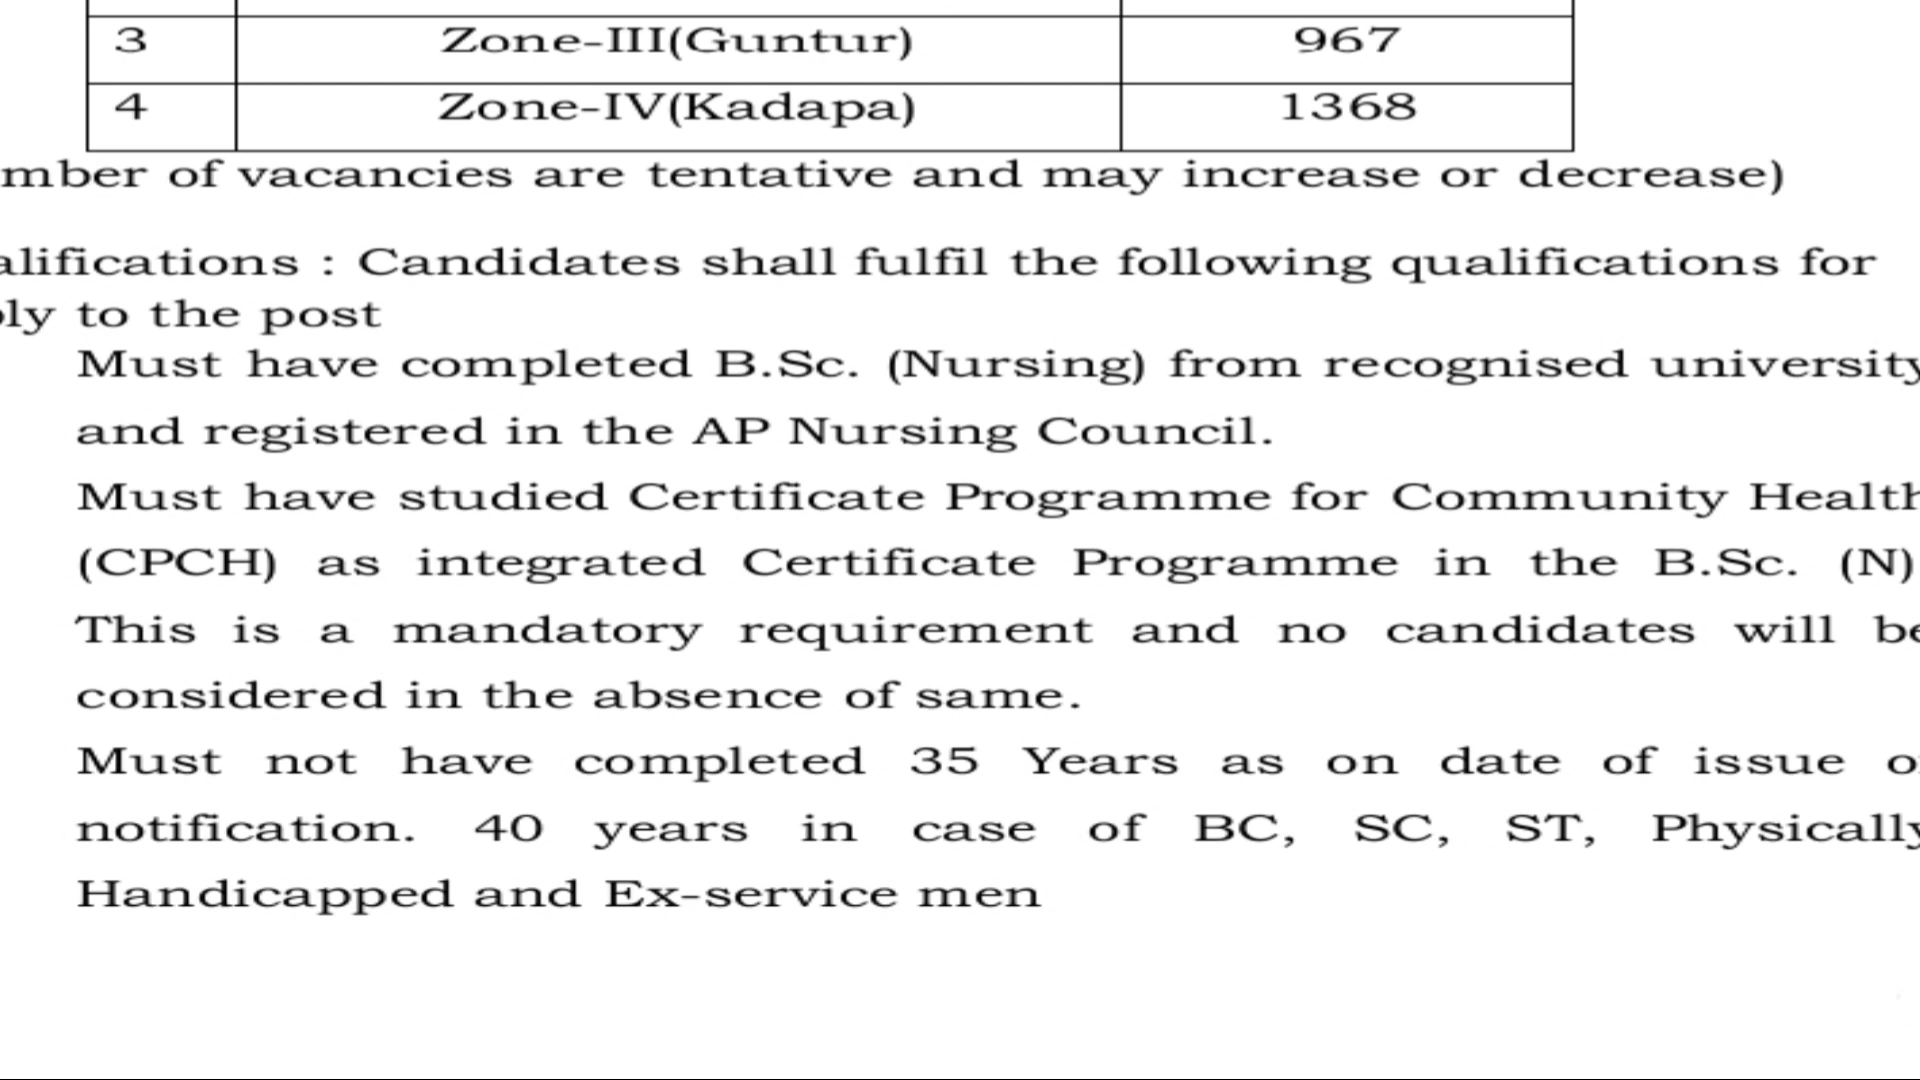 3 Zone-III(Guntur) 967
4 Zone-IV(Kadapa) 1368
mber of vacancies are tentative and may increase or decrease)
alifications : Candidates shall fulfil the following qualifications for
ly to the post
Must have completed B.Sc. (Nursing) from recognised university
and registered in the AP Nursing Council.
Must have studied Certificate Programme for Community Health
(CPCH) as integrated Certificate Programme in the B.Sc. (N)
This is a mandatory requirement and no candidates will be
considered in the absence of same.
Must not have completed 35 Years as on date of issue o
notification. 40 years in case of BC, SC, ST, Physically
Handicapped and Ex-service men